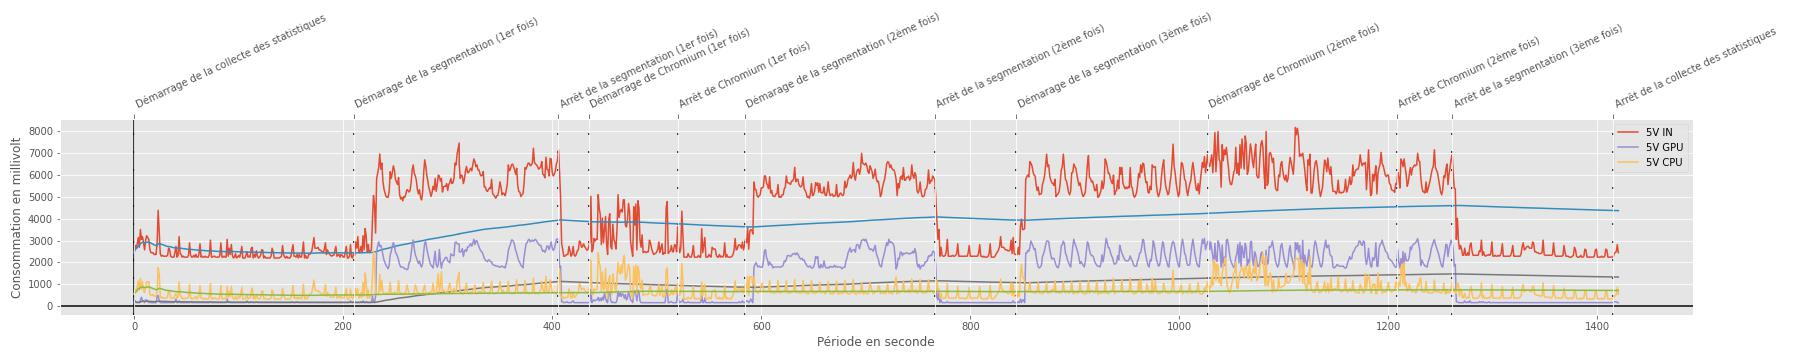 Démarrage de la collecte des statistiques
Démarage de la segmentation (1er fois)
Arrêt de la segmentation (1er fois)
Démarrage de Chromium (1er fois)
Arrêt de Chromium (1er fois)
Démarage de la segmentation (2ème fois)
Arrêt de la segmentation (2ème fois)
Démarage de la segmentation (3ème fois)
Démarrage de Chromium (2ème fois)
Arrêt de Chromium (2ème fois)
Arrêt de la segmentation (3ème fois)
Arrêt de la collecte des statistiques
Consommation en millivolt
8000
7000
6000
5000
4000
3000
2000
1000
0
5V IN
5V GPU
5V CPU
0
200
400
600
800
1000
1200
1400
Période en seconde